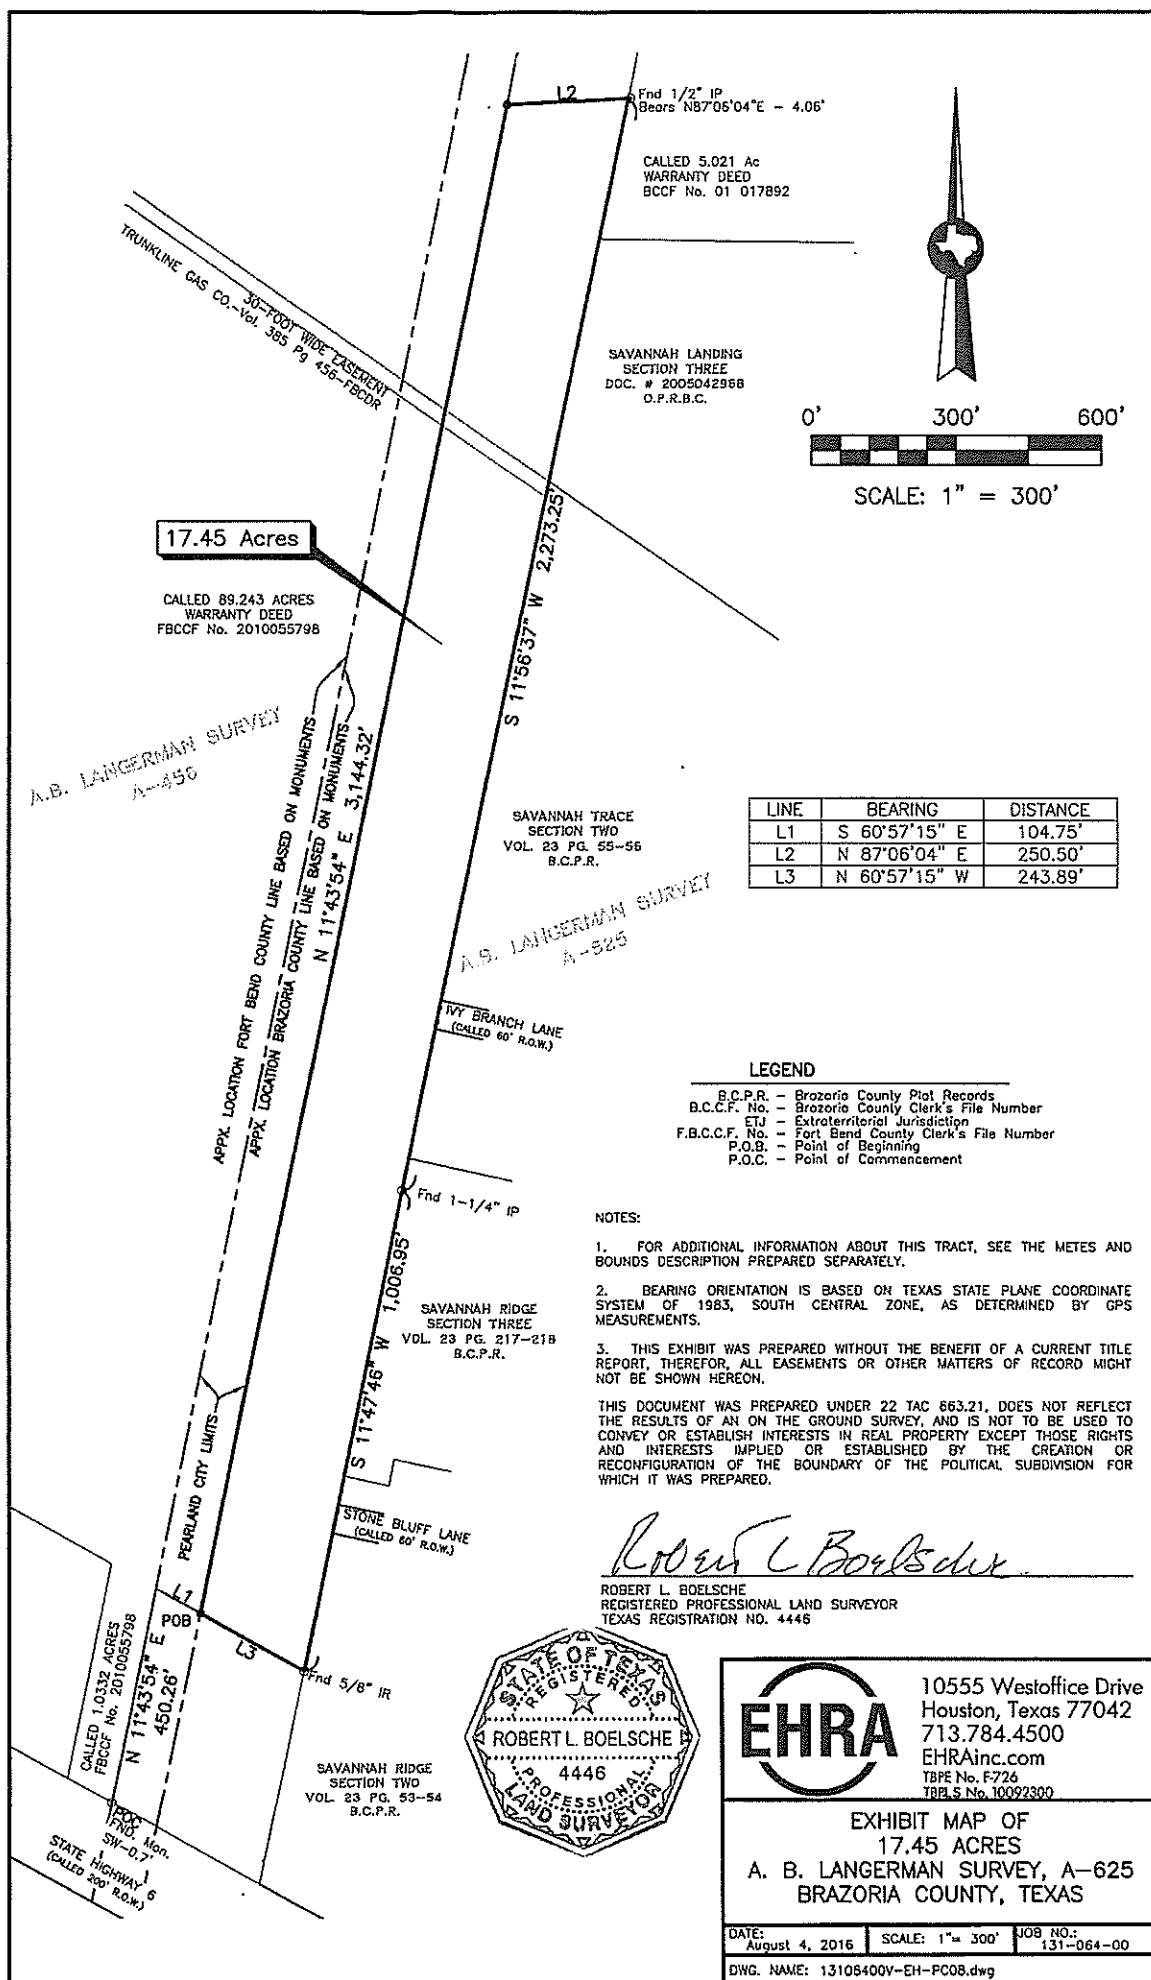 L2
Fnd 1/2" IP
Bears N87°06'04"E - 4.06'
CALLED 5.021 Ac
WARRANTY DEED
BCCF No. 01 017892
30-FOOT WIDE EASEMENT
TRUNKLINE GAS CO.-Vol. 385 Pg 456-FBCDR
SAVANNAH LANDING
SECTION THREE
DOC. # 2005042968
O.P.R.B.C.
0' 300' 600'
SCALE: 1" = 300'
17.45 Acres
CALLED 89.243 ACRES
WARRANTY DEED
FBCCF No. 2010055798
S 11°56'37" W 2,273.25'
A.B. LANGERMAN SURVEY
A-456
APPX. LOCATION FORT BEND COUNTY LINE BASED ON MONUMENTS
APPX. LOCATION BRAZORIA COUNTY LINE BASED ON MONUMENTS
N 11°43'54" E 3,144.32'
SAVANNAH TRACE
SECTION TWO
VOL. 23 PG. 55-56
B.C.P.R.
LINE BEARING DISTANCE
L1 S 60°57'15" E 104.75'
L2 N 87°06'04" E 250.50'
L3 N 60°57'15" W 243.89'
A.B. LANGERMAN SURVEY
A-625
IVY BRANCH LANE
(CALLED 60' R.O.W.)
LEGEND
B.C.P.R. - Brazoria County Plat Records
B.C.C.F. No. - Brazoria County Clerk's File Number
ETJ - Extraterritorial Jurisdiction
F.B.C.C.F. No. - Fort Bend County Clerk's File Number
P.O.B. - Point of Beginning
P.O.C. - Point of Commencement
Fnd 1-1/4" IP
NOTES:
1. FOR ADDITIONAL INFORMATION ABOUT THIS TRACT, SEE THE METES AND
BOUNDS DESCRIPTION PREPARED SEPARATELY.
2. BEARING ORIENTATION IS BASED ON TEXAS STATE PLANE COORDINATE
SYSTEM OF 1983, SOUTH CENTRAL ZONE, AS DETERMINED BY GPS
MEASUREMENTS.
3. THIS EXHIBIT WAS PREPARED WITHOUT THE BENEFIT OF A CURRENT TITLE
REPORT, THEREFOR, ALL EASEMENTS OR OTHER MATTERS OF RECORD MIGHT
NOT BE SHOWN HEREON.
THIS DOCUMENT WAS PREPARED UNDER 22 TAC 663.21, DOES NOT REFLECT
THE RESULTS OF AN ON THE GROUND SURVEY, AND IS NOT TO BE USED TO
CONVEY OR ESTABLISH INTERESTS IN REAL PROPERTY EXCEPT THOSE RIGHTS
AND INTERESTS IMPLIED OR ESTABLISHED BY THE CREATION OR
RECONFIGURATION OF THE BOUNDARY OF THE POLITICAL SUBDIVISION FOR
WHICH IT WAS PREPARED.
S 11°47'46" W 1,006.95'
SAVANNAH RIDGE
SECTION THREE
VOL. 23 PG. 217-218
B.C.P.R.
PEARLAND CITY LIMITS
STONE BLUFF LANE
(CALLED 60' R.O.W.)
Robert L Boelsche
ROBERT L. BOELSCHE
REGISTERED PROFESSIONAL LAND SURVEYOR
TEXAS REGISTRATION NO. 4446
L1
POB
L3
Fnd 5/8" IR
CALLED 1.0332 ACRES
FBCCF No. 2010055798
N 11°43'54" E
450.26'
STATE OF TEXAS
REGISTERED
ROBERT L. BOELSCHE
4446
PROFESSIONAL
LAND SURVEYOR
SAVANNAH RIDGE
SECTION TWO
VOL. 23 PG. 53-54
B.C.P.R.
POC
FND. Mon.
SW-0.7'
STATE HIGHWAY 6
(CALLED 200' R.O.W.)
EHRA
10555 Westoffice Drive
Houston, Texas 77042
713.784.4500
EHRAinc.com
TBPE No. F-726
TBPLS No. 10092300
EXHIBIT MAP OF
17.45 ACRES
A. B. LANGERMAN SURVEY, A-625
BRAZORIA COUNTY, TEXAS
DATE: August 4, 2016 SCALE: 1"= 300' JOB NO.: 131-064-00
DWG. NAME: 13106400V-EH-PC08.dwg